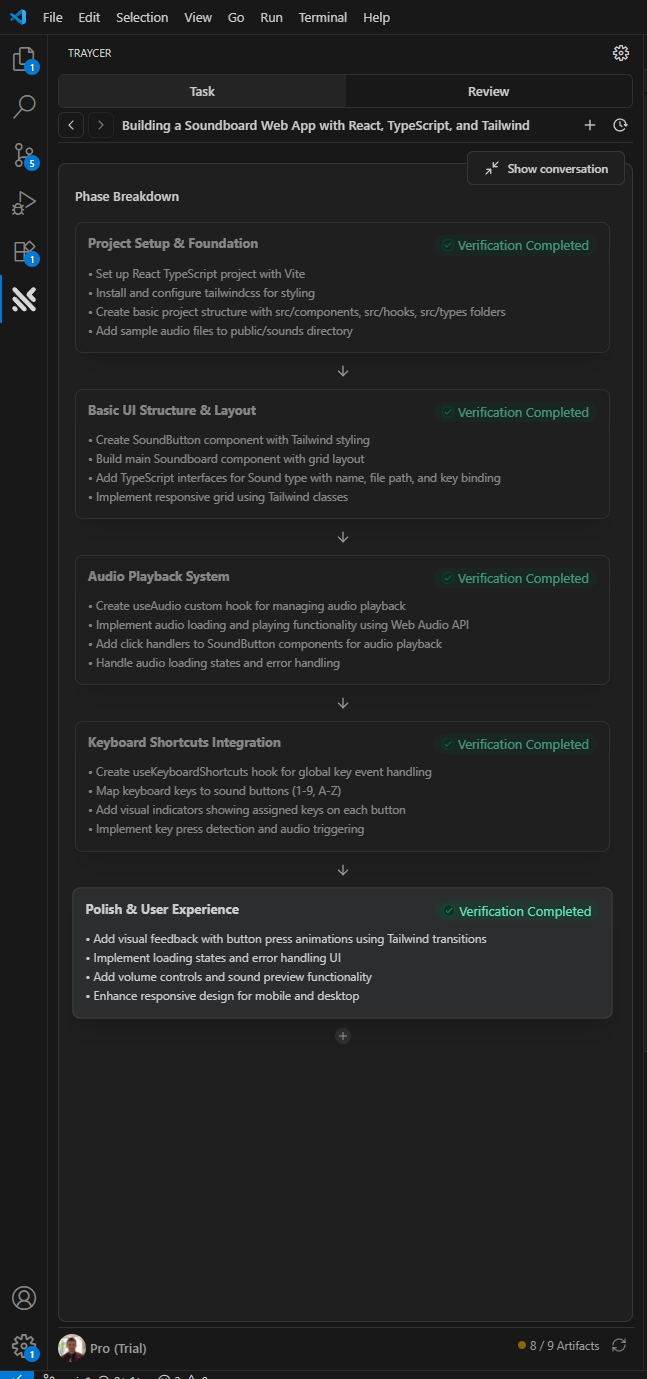 File Edit Selection View Go Run Terminal Help
TRAYCER
1
Task Review
Building a Soundboard Web App with React, TypeScript, and Tailwind
5
Show conversation
Phase Breakdown
1
Project Setup & Foundation Verification Completed
• Set up React TypeScript project with Vite
• Install and configure tailwindcss for styling
• Create basic project structure with src/components, src/hooks, src/types folders
• Add sample audio files to public/sounds directory
Basic UI Structure & Layout Verification Completed
• Create SoundButton component with Tailwind styling
• Build main Soundboard component with grid layout
• Add TypeScript interfaces for Sound type with name, file path, and key binding
• Implement responsive grid using Tailwind classes
Audio Playback System Verification Completed
• Create useAudio custom hook for managing audio playback
• Implement audio loading and playing functionality using Web Audio API
• Add click handlers to SoundButton components for audio playback
• Handle audio loading states and error handling
Keyboard Shortcuts Integration Verification Completed
• Create useKeyboardShortcuts hook for global key event handling
• Map keyboard keys to sound buttons (1-9, A-Z)
• Add visual indicators showing assigned keys on each button
• Implement key press detection and audio triggering
Polish & User Experience Verification Completed
• Add visual feedback with button press animations using Tailwind transitions
• Implement loading states and error handling UI
• Add volume controls and sound preview functionality
• Enhance responsive design for mobile and desktop
1
Pro (Trial) 8 / 9 Artifacts